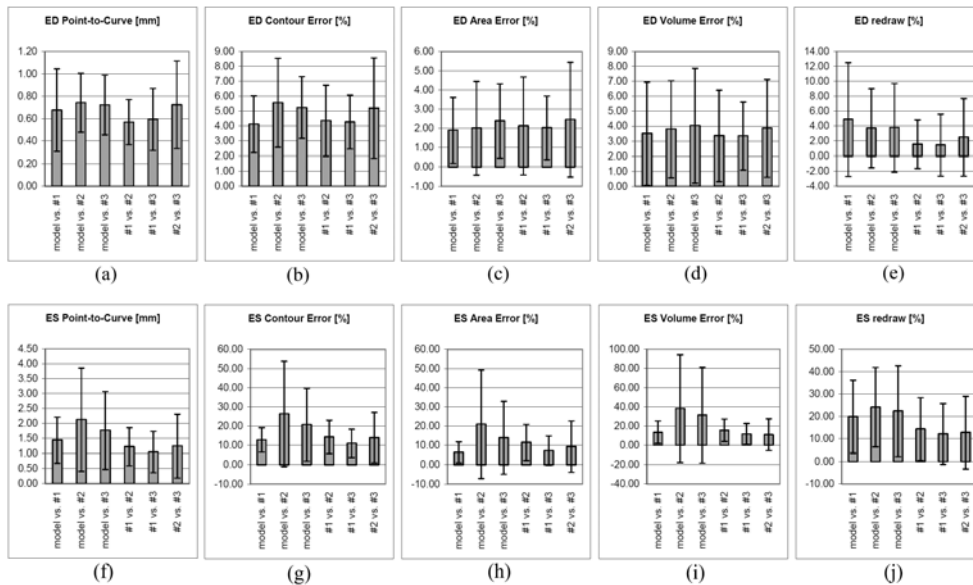 ED Point-to-Curve [mm]
1.20
1.00
0.80
0.60
0.40
0.20
0.00
model vs. #1
model vs. #2
model vs. #3
#1 vs. #2
#1 vs. #3
#2 vs. #3
(a)
ED Contour Error [%]
9.00
8.00
7.00
6.00
5.00
4.00
3.00
2.00
1.00
0.00
model vs. #1
model vs. #2
model vs. #3
#1 vs. #2
#1 vs. #3
#2 vs. #3
(b)
ED Area Error [%]
6.00
5.00
4.00
3.00
2.00
1.00
0.00
-1.00
model vs. #1
model vs. #2
model vs. #3
#1 vs. #2
#1 vs. #3
#2 vs. #3
(c)
ED Volume Error [%]
9.00
8.00
7.00
6.00
5.00
4.00
3.00
2.00
1.00
0.00
model vs. #1
model vs. #2
model vs. #3
#1 vs. #2
#1 vs. #3
#2 vs. #3
(d)
ED redraw [%]
14.00
12.00
10.00
8.00
6.00
4.00
2.00
0.00
-2.00
-4.00
model vs. #1
model vs. #2
model vs. #3
#1 vs. #2
#1 vs. #3
#2 vs. #3
(e)
ES Point-to-Curve [mm]
4.50
4.00
3.50
3.00
2.50
2.00
1.50
1.00
0.50
0.00
model vs. #1
model vs. #2
model vs. #3
#1 vs. #2
#1 vs. #3
#2 vs. #3
(f)
ES Contour Error [%]
60.00
50.00
40.00
30.00
20.00
10.00
0.00
-10.00
model vs. #1
model vs. #2
model vs. #3
#1 vs. #2
#1 vs. #3
#2 vs. #3
(g)
ES Area Error [%]
60.00
50.00
40.00
30.00
20.00
10.00
0.00
-10.00
model vs. #1
model vs. #2
model vs. #3
#1 vs. #2
#1 vs. #3
#2 vs. #3
(h)
ES Volume Error [%]
100.00
80.00
60.00
40.00
20.00
0.00
-20.00
-40.00
model vs. #1
model vs. #2
model vs. #3
#1 vs. #2
#1 vs. #3
#2 vs. #3
(i)
ES redraw [%]
50.00
40.00
30.00
20.00
10.00
0.00
-10.00
model vs. #1
model vs. #2
model vs. #3
#1 vs. #2
#1 vs. #3
#2 vs. #3
(j)